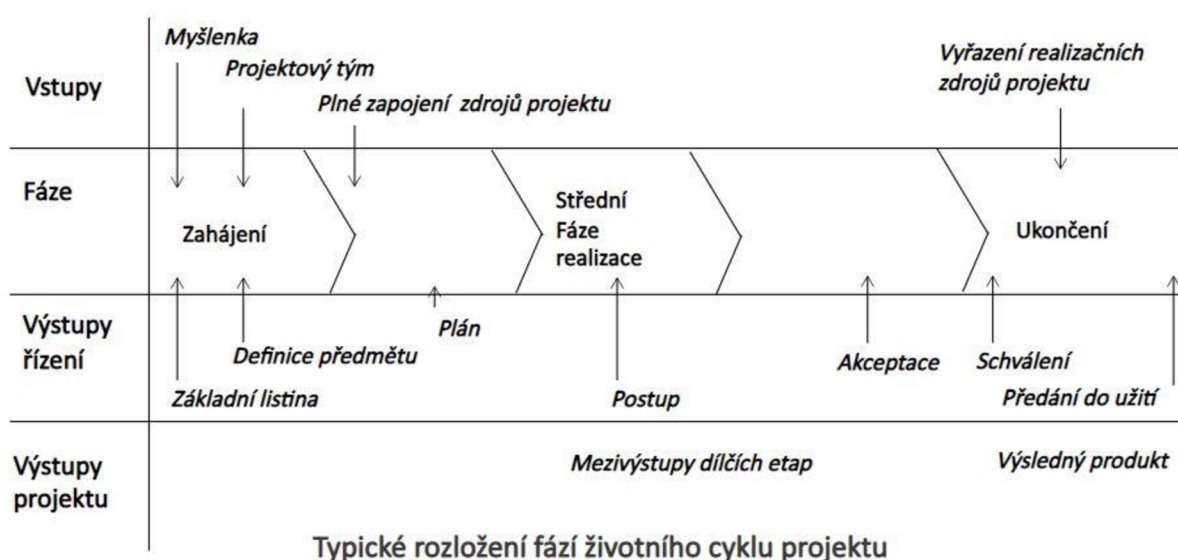 Myšlenka
Projektový tým
Plné zapojení zdrojů projektu
Vyřazení realizačních
zdrojů projektu
Vstupy
Fáze
Zahájení
Střední
Fáze
realizace
Ukončení
Výstupy
řízení
Základní listina
Definice předmětu
Plán
Postup
Akceptace
Schválení
Předání do užití
Výstupy
projektu
Mezivýstupy dílčích etap
Výsledný produkt
Typické rozložení fází životního cyklu projektu